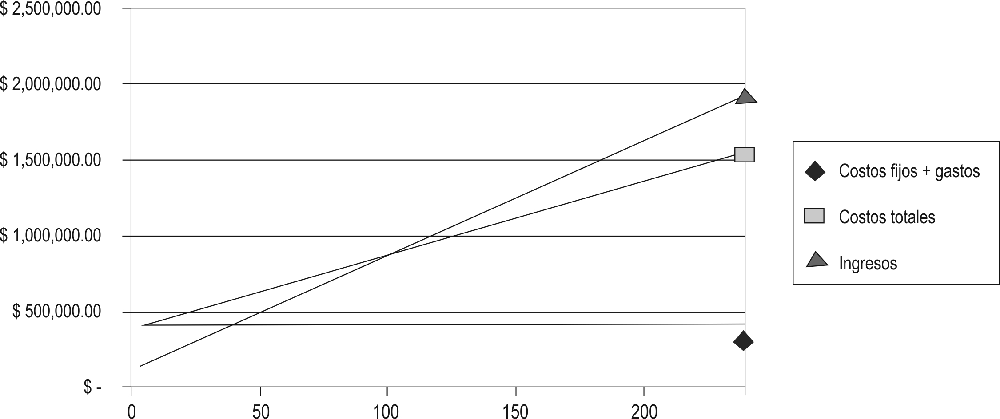 $ 2,500,000.00
$ 2,000,000.00
$ 1,500,000.00
$ 1,000,000.00
$ 500,000.00
$ -
0 50 100 150 200
Costos fijos + gastos
Costos totales
Ingresos